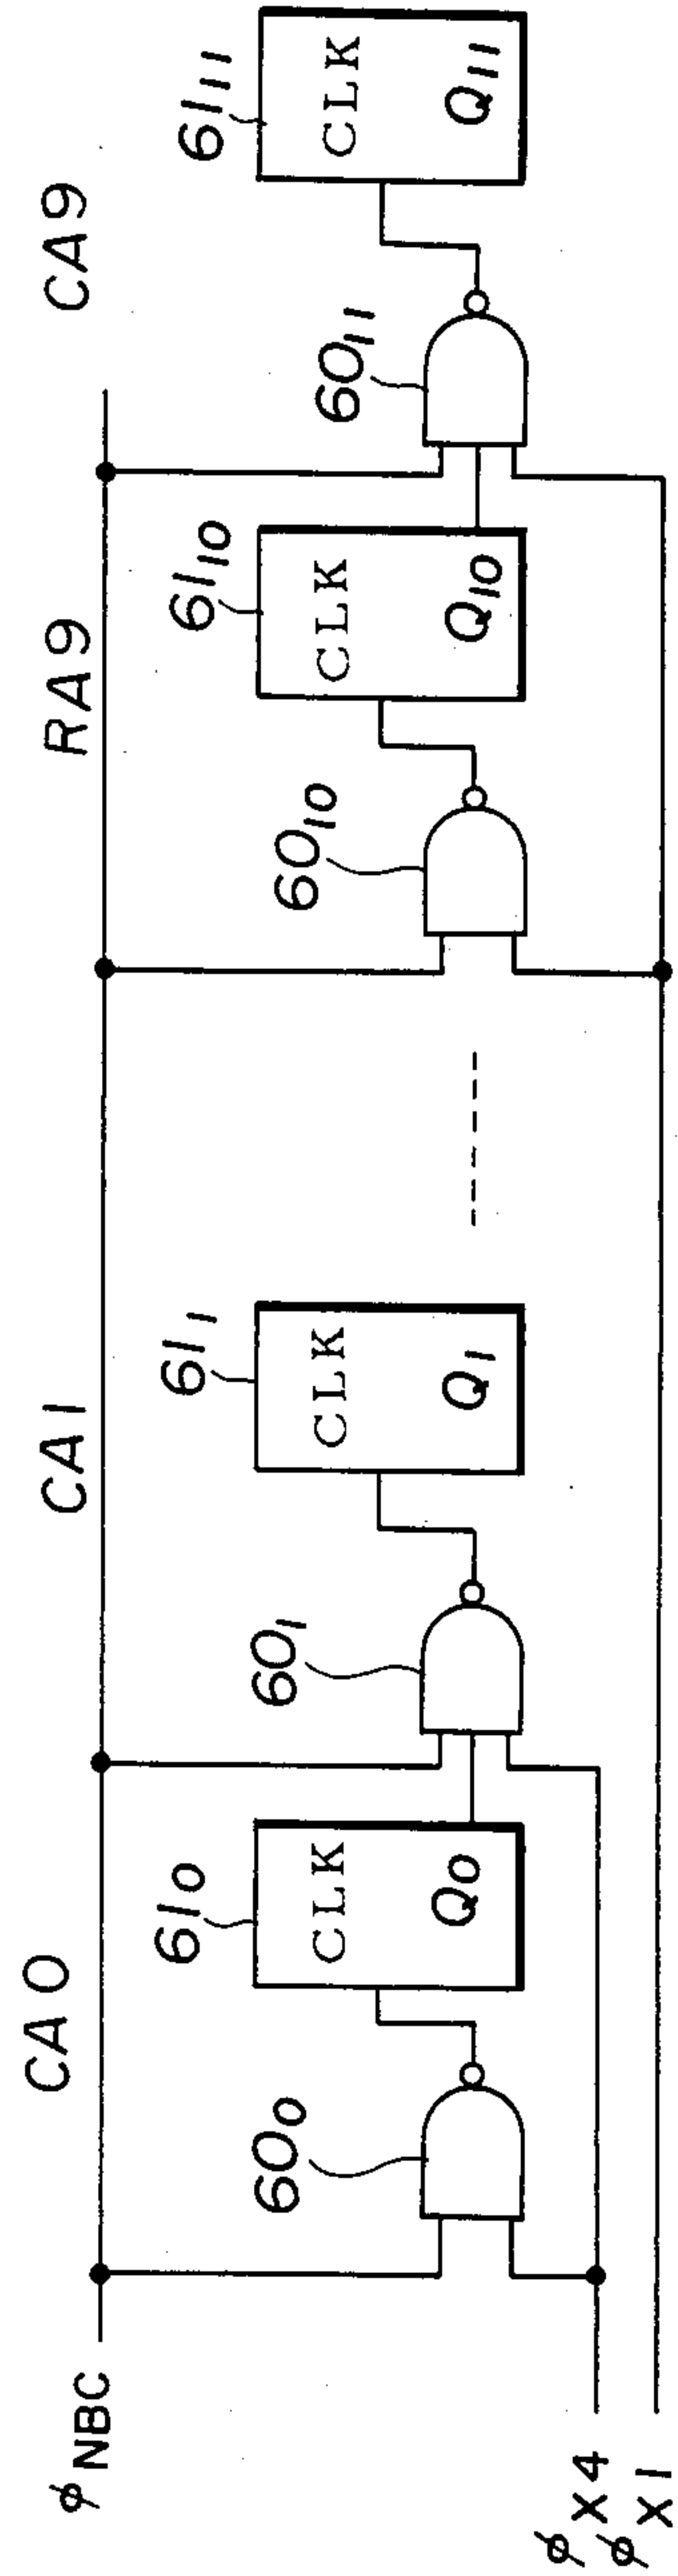 CA0 CA1 RA9 CA9
60₀ 61₀ 60₁ 61₁ 60₁₀ 61₁₀ 60₁₁ 61₁₁
CLK CLK CLK CLK
Q₀ Q₁ Q₁₀ Q₁₁
φNBC
φX4
φX1